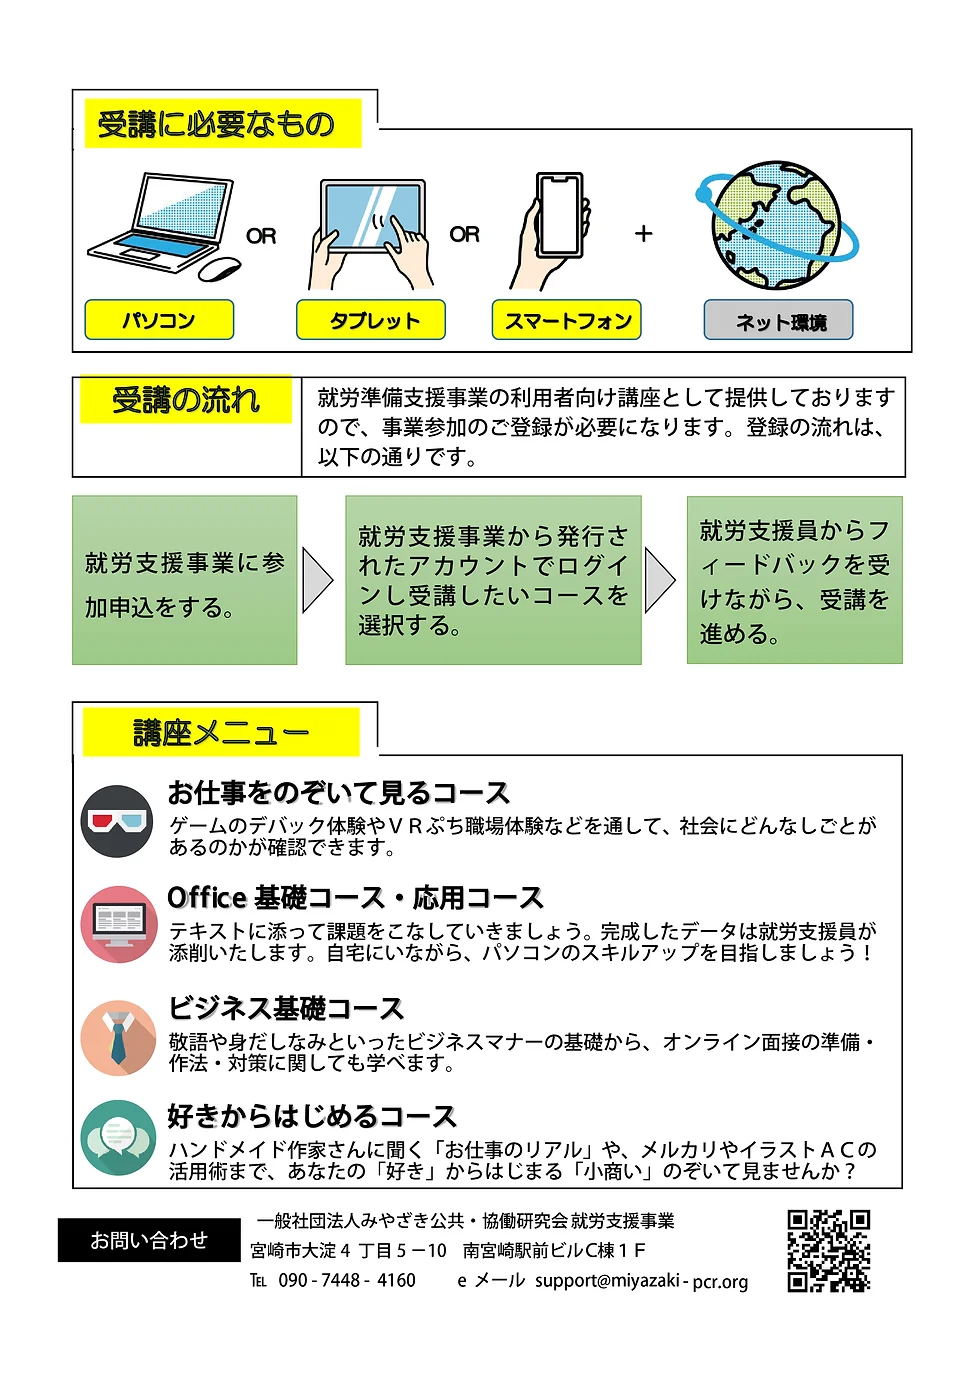 受講に必要なもの
OR
OR
+
パソコン
タブレット
スマートフォン
ネット環境
受講の流れ
就労準備支援事業の利用者向け講座として提供しております
ので、事業参加のご登録が必要になります。登録の流れは、
以下の通りです。
就労支援事業に参
加申込をする。
就労支援事業から発行さ
れたアカウントでログイ
ンし受講したいコースを
選択する。
就労支援員からフ
ィードバックを受
けながら、受講を
進める。
講座メニュー
お仕事をのぞいて見るコース
ゲームのデバック体験やＶＲぷち職場体験などを通して、社会にどんなしごとが
あるのかが確認できます。
Office 基礎コース・応用コース
テキストに添って課題をこなしていきましょう。完成したデータは就労支援員が
添削いたします。自宅にいながら、パソコンのスキルアップを目指しましょう！
ビジネス基礎コース
敬語や身だしなみといったビジネスマナーの基礎から、オンライン面接の準備・
作法・対策に関しても学べます。
好きからはじめるコース
ハンドメイド作家さんに聞く「お仕事のリアル」や、メルカリやイラストＡＣの
活用術まで、あなたの「好き」からはじまる「小商い」のぞいて見ませんか？
お問い合わせ
一般社団法人みやざき公共・協働研究会 就労支援事業
宮崎市大淀４丁目５－10　南宮崎駅前ビルＣ棟１Ｆ
℡ 090-7448-4160　e メール support@miyazaki-pcr.org